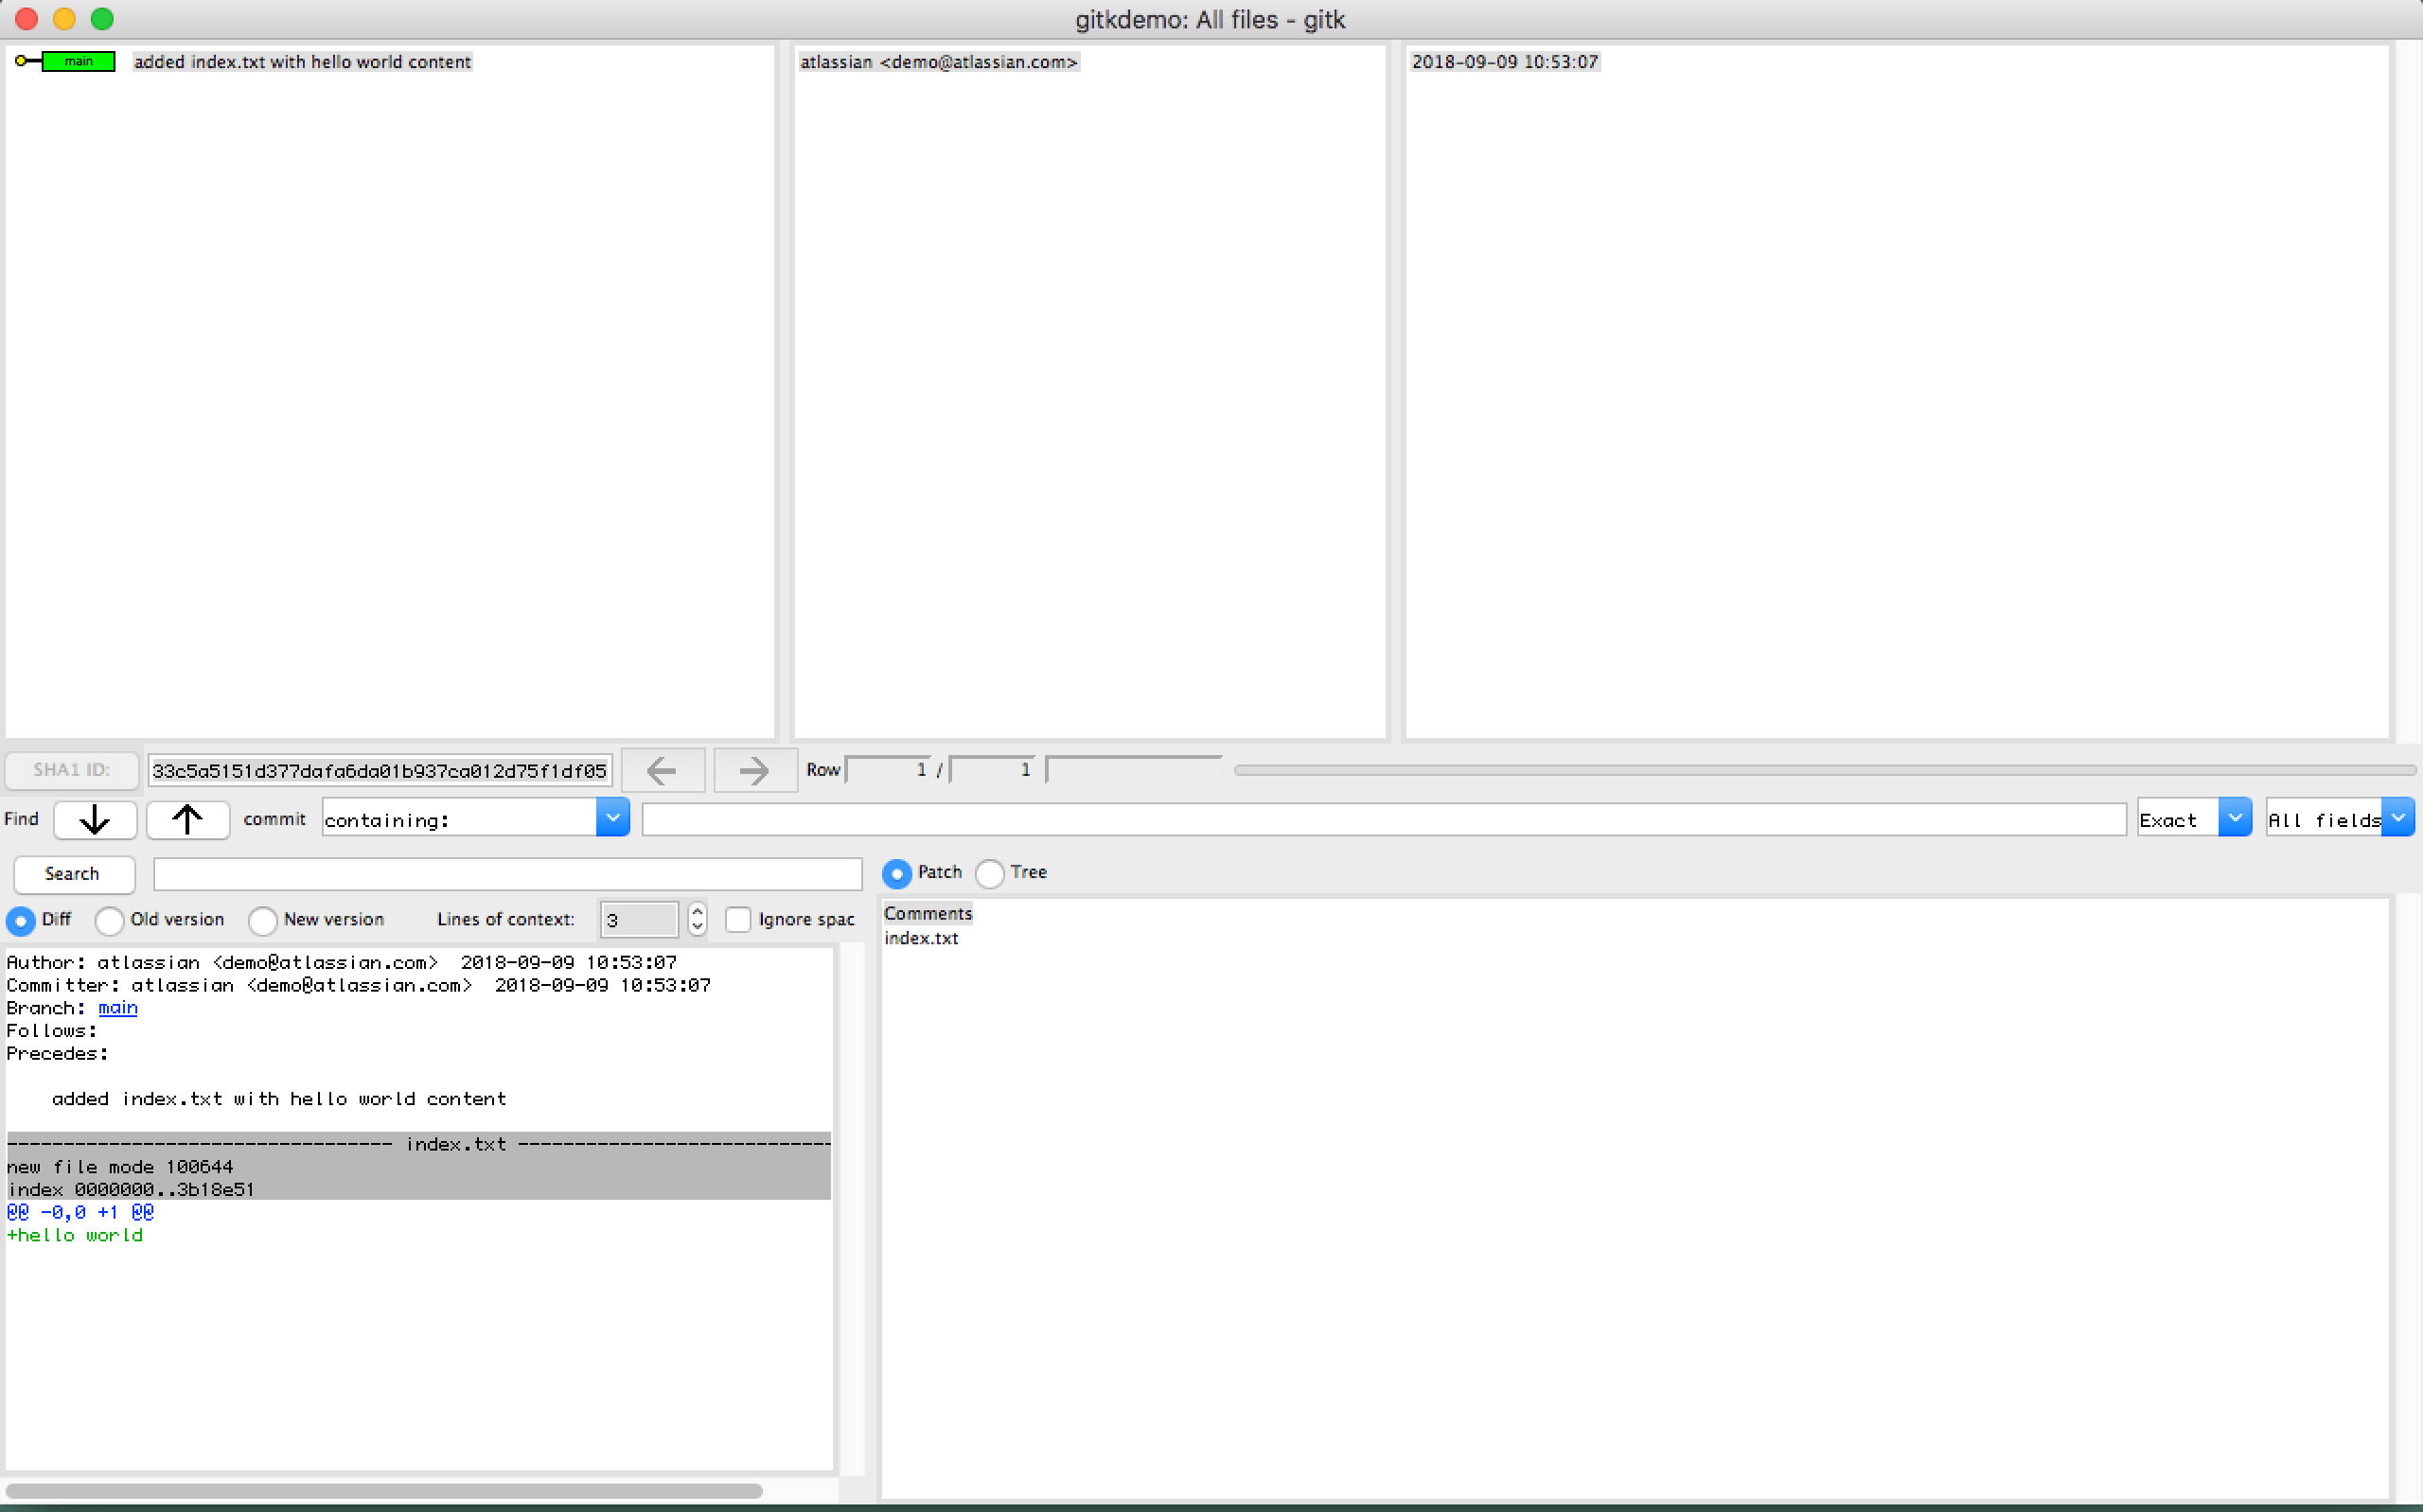 gitkdemo: All files - gitk
main added index.txt with hello world content atlassian <demo@atlassian.com> 2018-09-09 10:53:07
SHA1 ID: 33c5a5151d377dafa6da01b937ca012d75f1df05 Row 1 / 1
Find commit containing: Exact All fields
Search
Patch Tree
Diff Old version New version Lines of context: 3 Ignore spac
Comments
index.txt
Author: atlassian <demo@atlassian.com> 2018-09-09 10:53:07
Committer: atlassian <demo@atlassian.com> 2018-09-09 10:53:07
Branch: main
Follows:
Precedes:
added index.txt with hello world content
---------------------------------- index.txt ----------------------------
new file mode 100644
index 0000000..3b18e51
@@ -0,0 +1 @@
+hello world